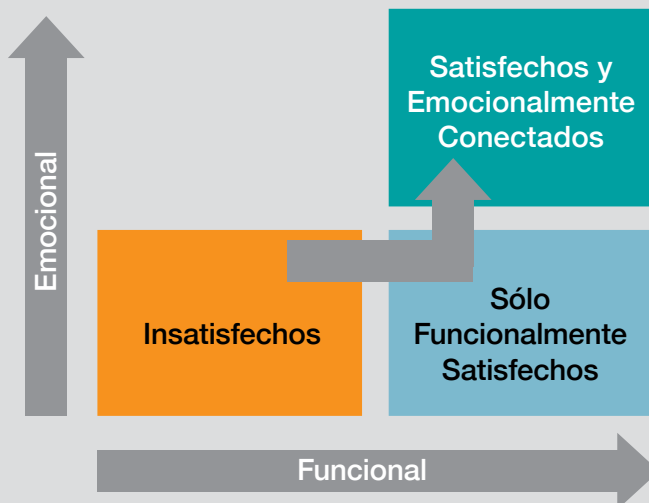 Satisfechos y
Emocionalmente
Conectados
Emocional
Insatisfechos
Sólo
Funcionalmente
Satisfechos
Funcional